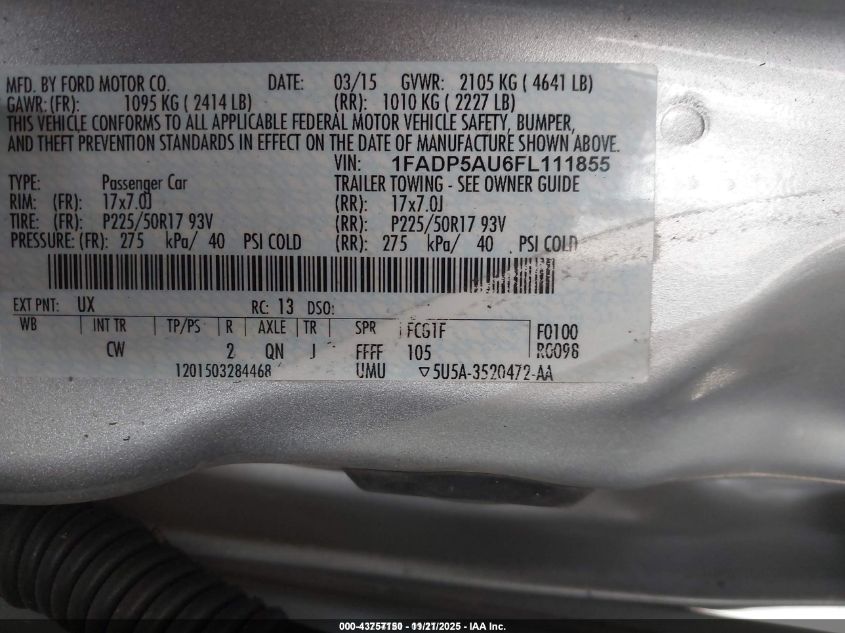 MFD. BY FORD MOTOR CO. DATE: 03/15 GVWR: 2105 KG ( 4641 LB)
GAWR: (FR): 1095 KG ( 2414 LB) (RR): 1010 KG ( 2227 LB)
THIS VEHICLE CONFORMS TO ALL APPLICABLE FEDERAL MOTOR VEHICLE SAFETY, BUMPER,
AND THEFT PREVENTION STANDARDS IN EFFECT ON THE DATE OF MANUFACTURE SHOWN ABOVE.
VIN: 1FADP5AU6FL111855
TYPE: Passenger Car TRAILER TOWING - SEE OWNER GUIDE
RIM: (FR): 17x7.0J (RR): 17x7.0J
TIRE: (FR): P225/50R17 93V (RR): P225/50R17 93V
PRESSURE: (FR): 275 kPa/ 40 PSI COLD (RR): 275 kPa/ 40 PSI COLD
EXT PNT: UX RC: 13 DSO:
WB INT TR TP/PS R AXLE TR SPR FCG1F F0100
CW 2 QN J FFFF 105 RG098
1201503284468 UMU ▽5U5A-3520472-AA
IAA Inc.